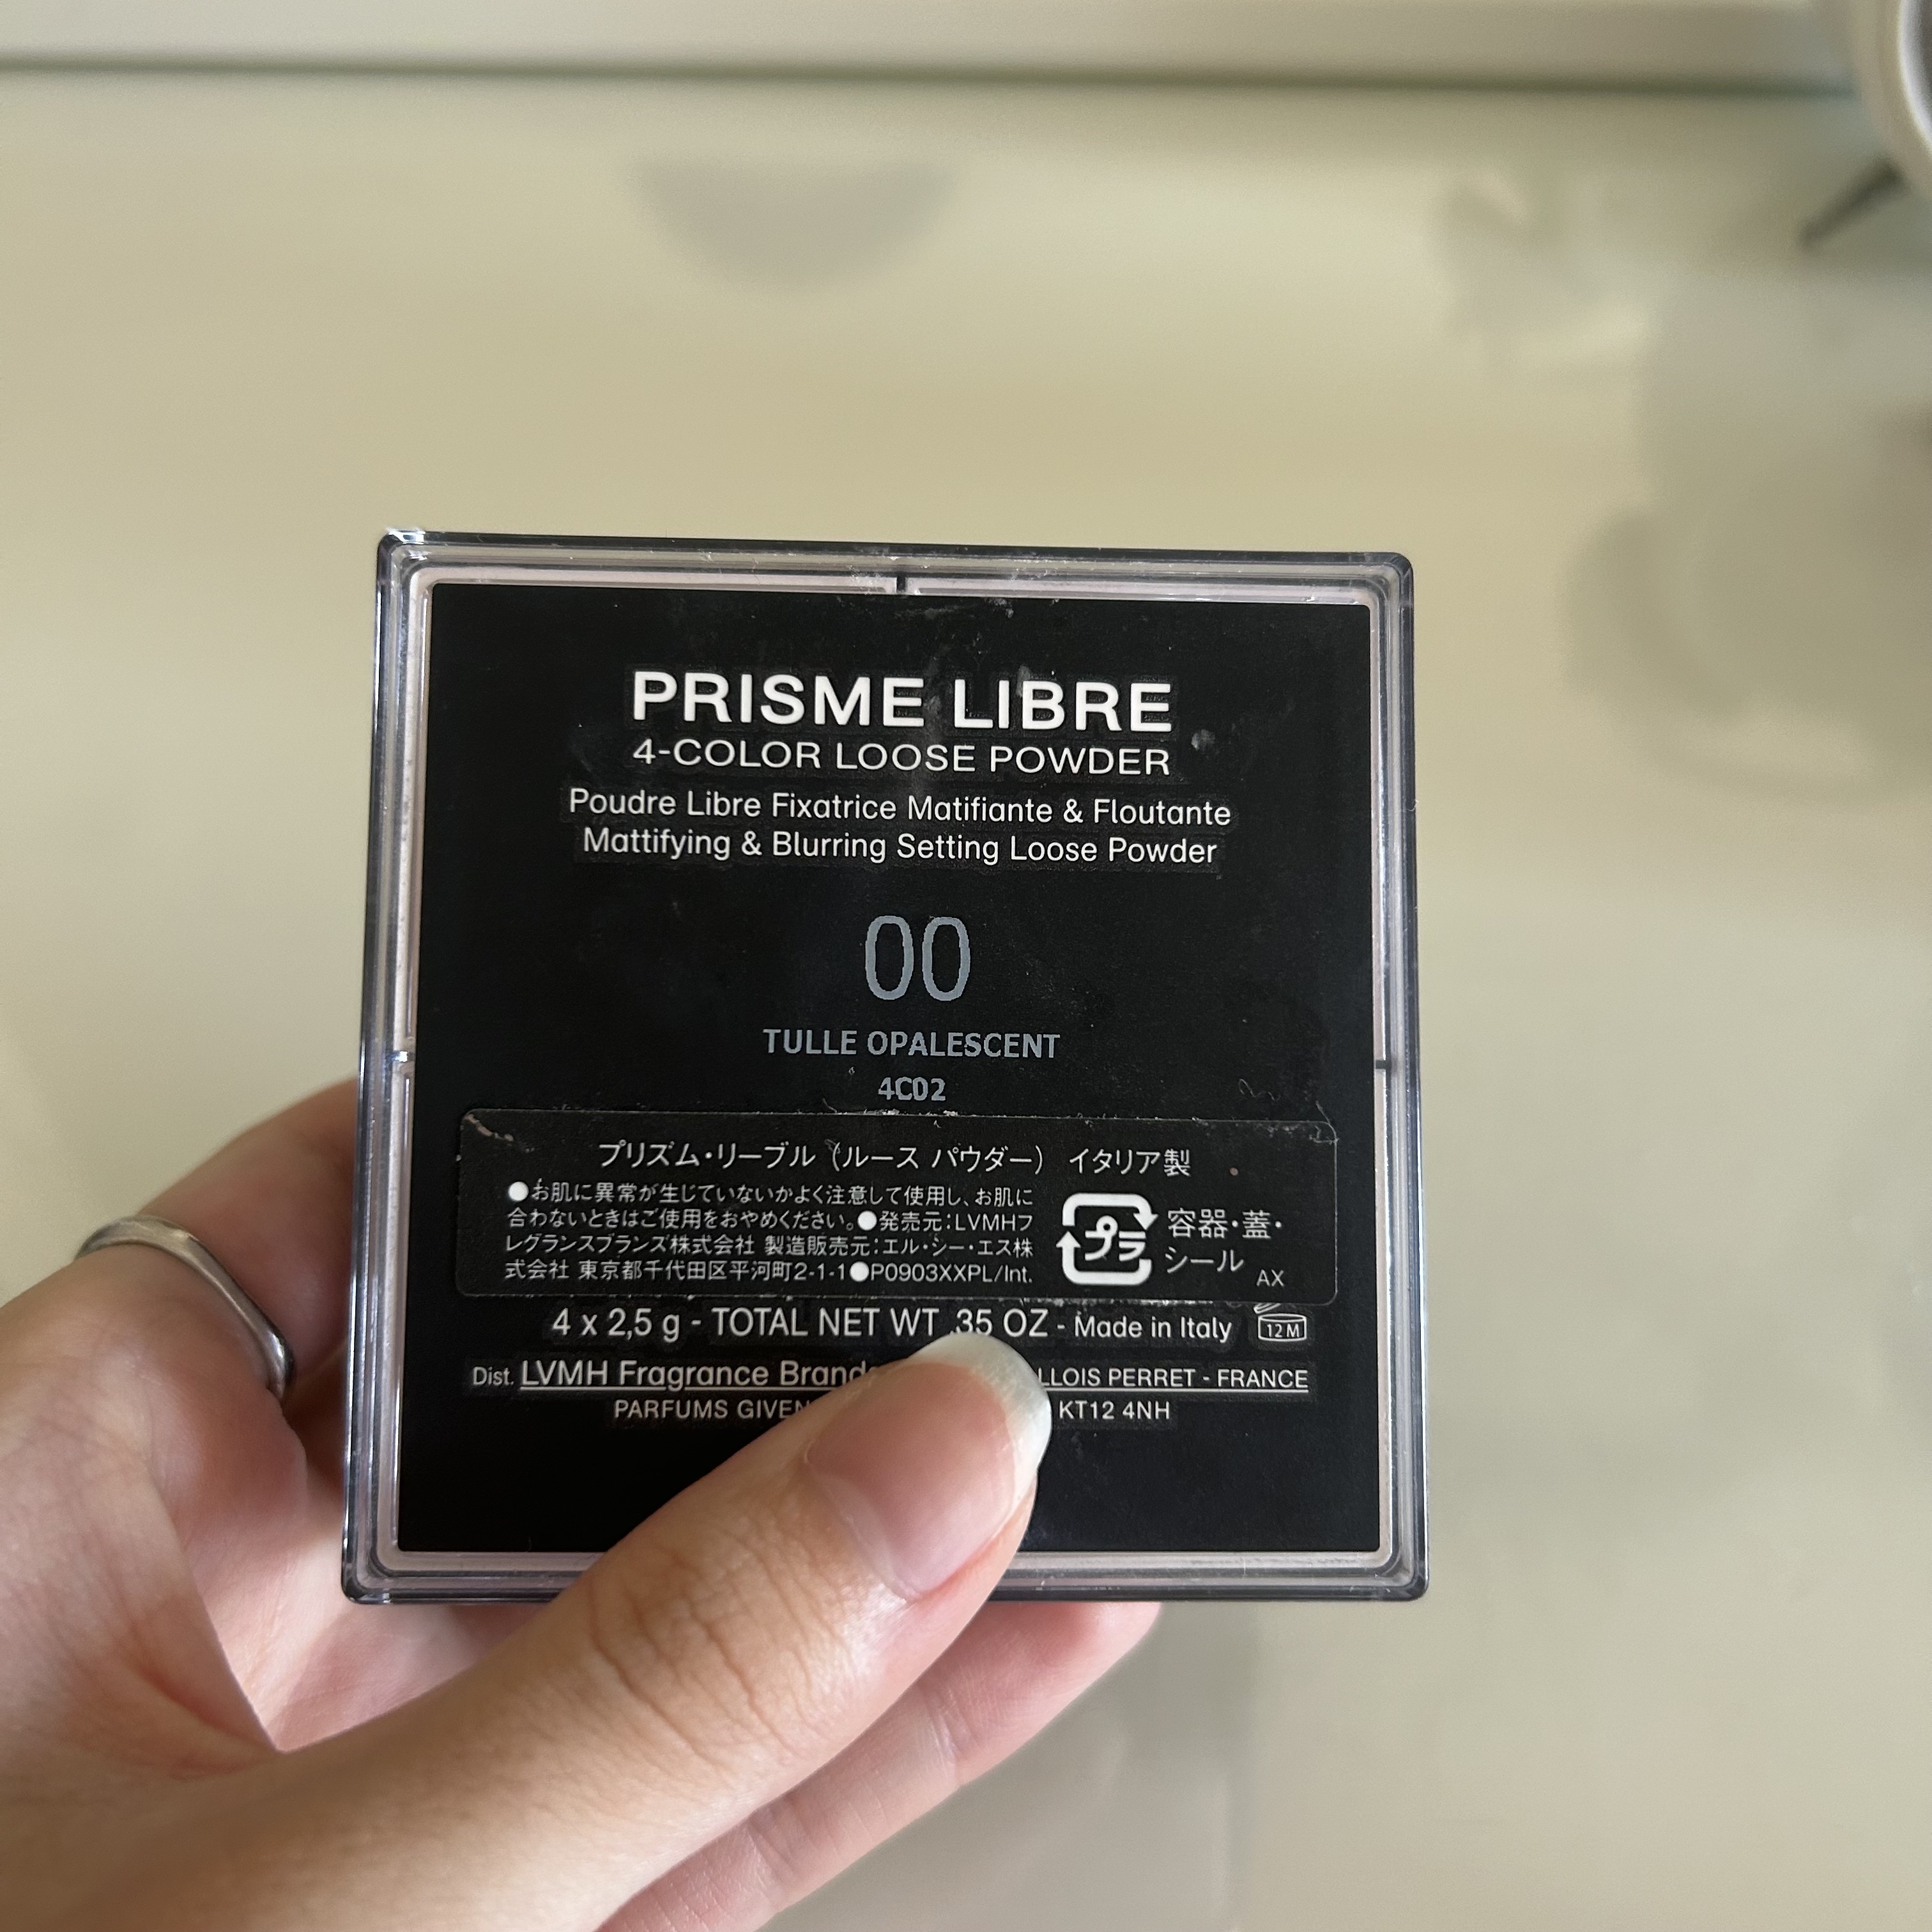 PRISME LIBRE
4-COLOR LOOSE POWDER
Poudre Libre Fixatrice Matifiante & Floutante
Mattifying & Blurring Setting Loose Powder
00
TULLE OPALESCENT
4C02
プリズム・リーブル (ルース パウダー) イタリア製
●お肌に異常が生じていないかよく注意して使用し、お肌に
合わないときはご使用をおやめください。●発売元:LVMHフ
レグランスブランズ株式会社 製造販売元:エル・シー・エス株
式会社 東京都千代田区平河町2-1-1●P0903XXPL/Int.
プラ
容器・蓋・
シール
AX
4 x 2,5 g - TOTAL NET WT .35 OZ - Made in Italy
12 M
Dist. LVMH Fragrance Brands PERRET - FRANCE
PARFUMS KT12 4NH